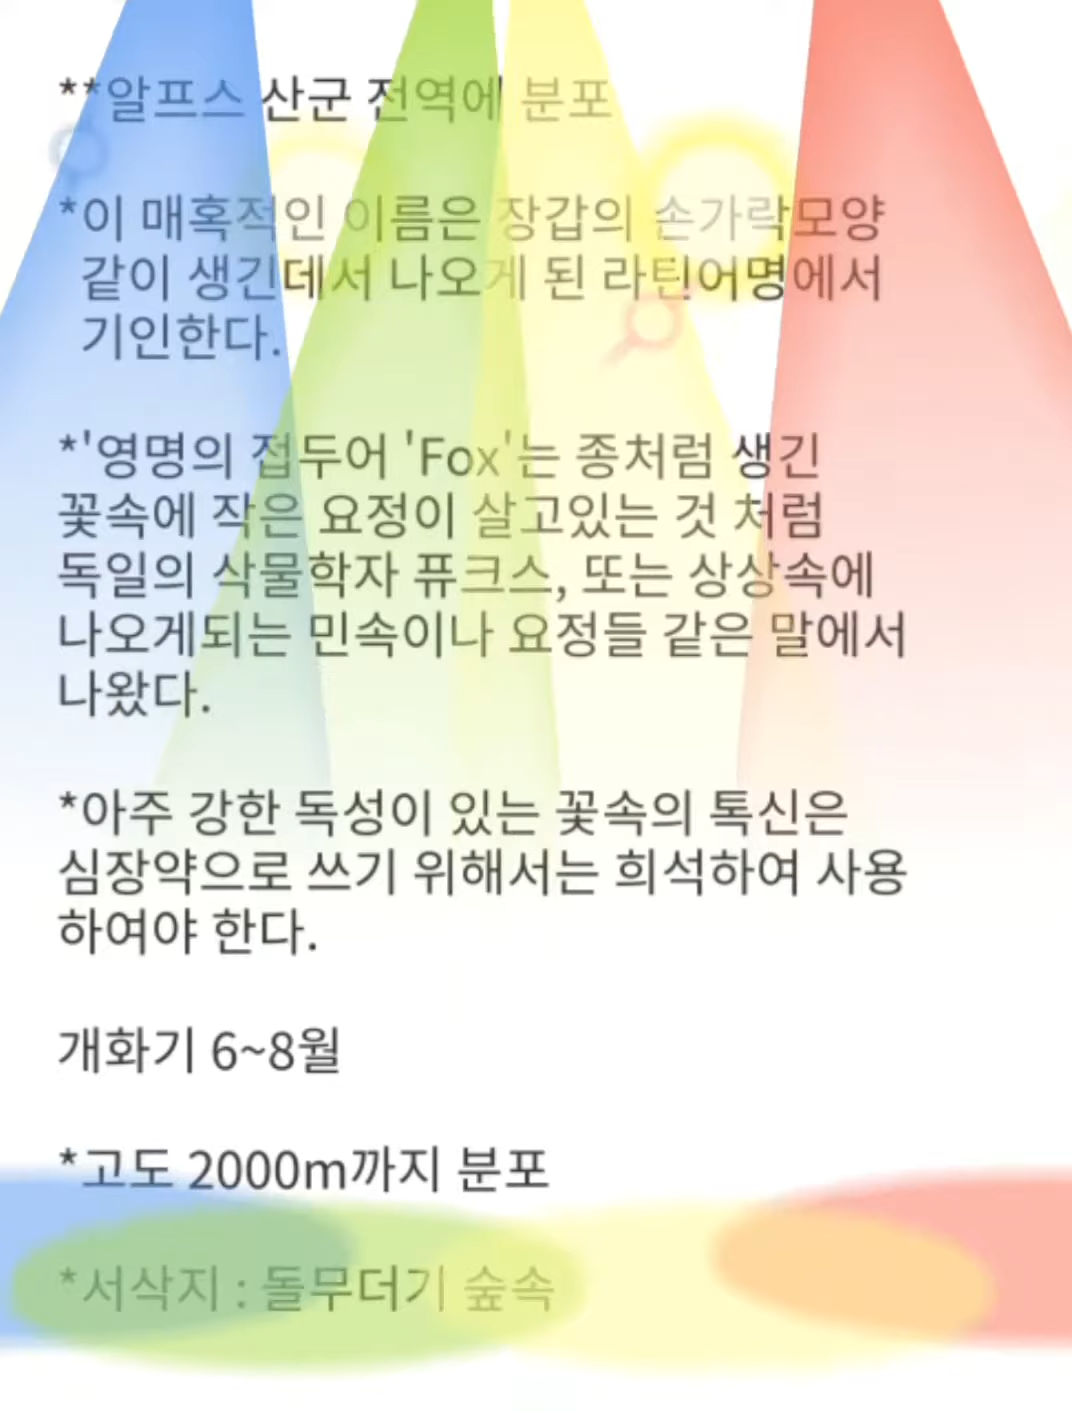 **알프스 산군 전역에 분포
*이 매혹적인 이름은 장갑의 손가락모양
같이 생긴데서 나오게 된 라틴어명에서
기인한다.
*'영명의 접두어 'Fox'는 종처럼 생긴
꽃속에 작은 요정이 살고있는 것 처럼
독일의 삭물학자 퓨크스, 또는 상상속에
나오게되는 민속이나 요정들 같은 말에서
나왔다.
*아주 강한 독성이 있는 꽃속의 톡신은
심장약으로 쓰기 위해서는 희석하여 사용
하여야 한다.
개화기 6~8월
*고도 2000m까지 분포
*서삭지 : 돌무더기 숲속